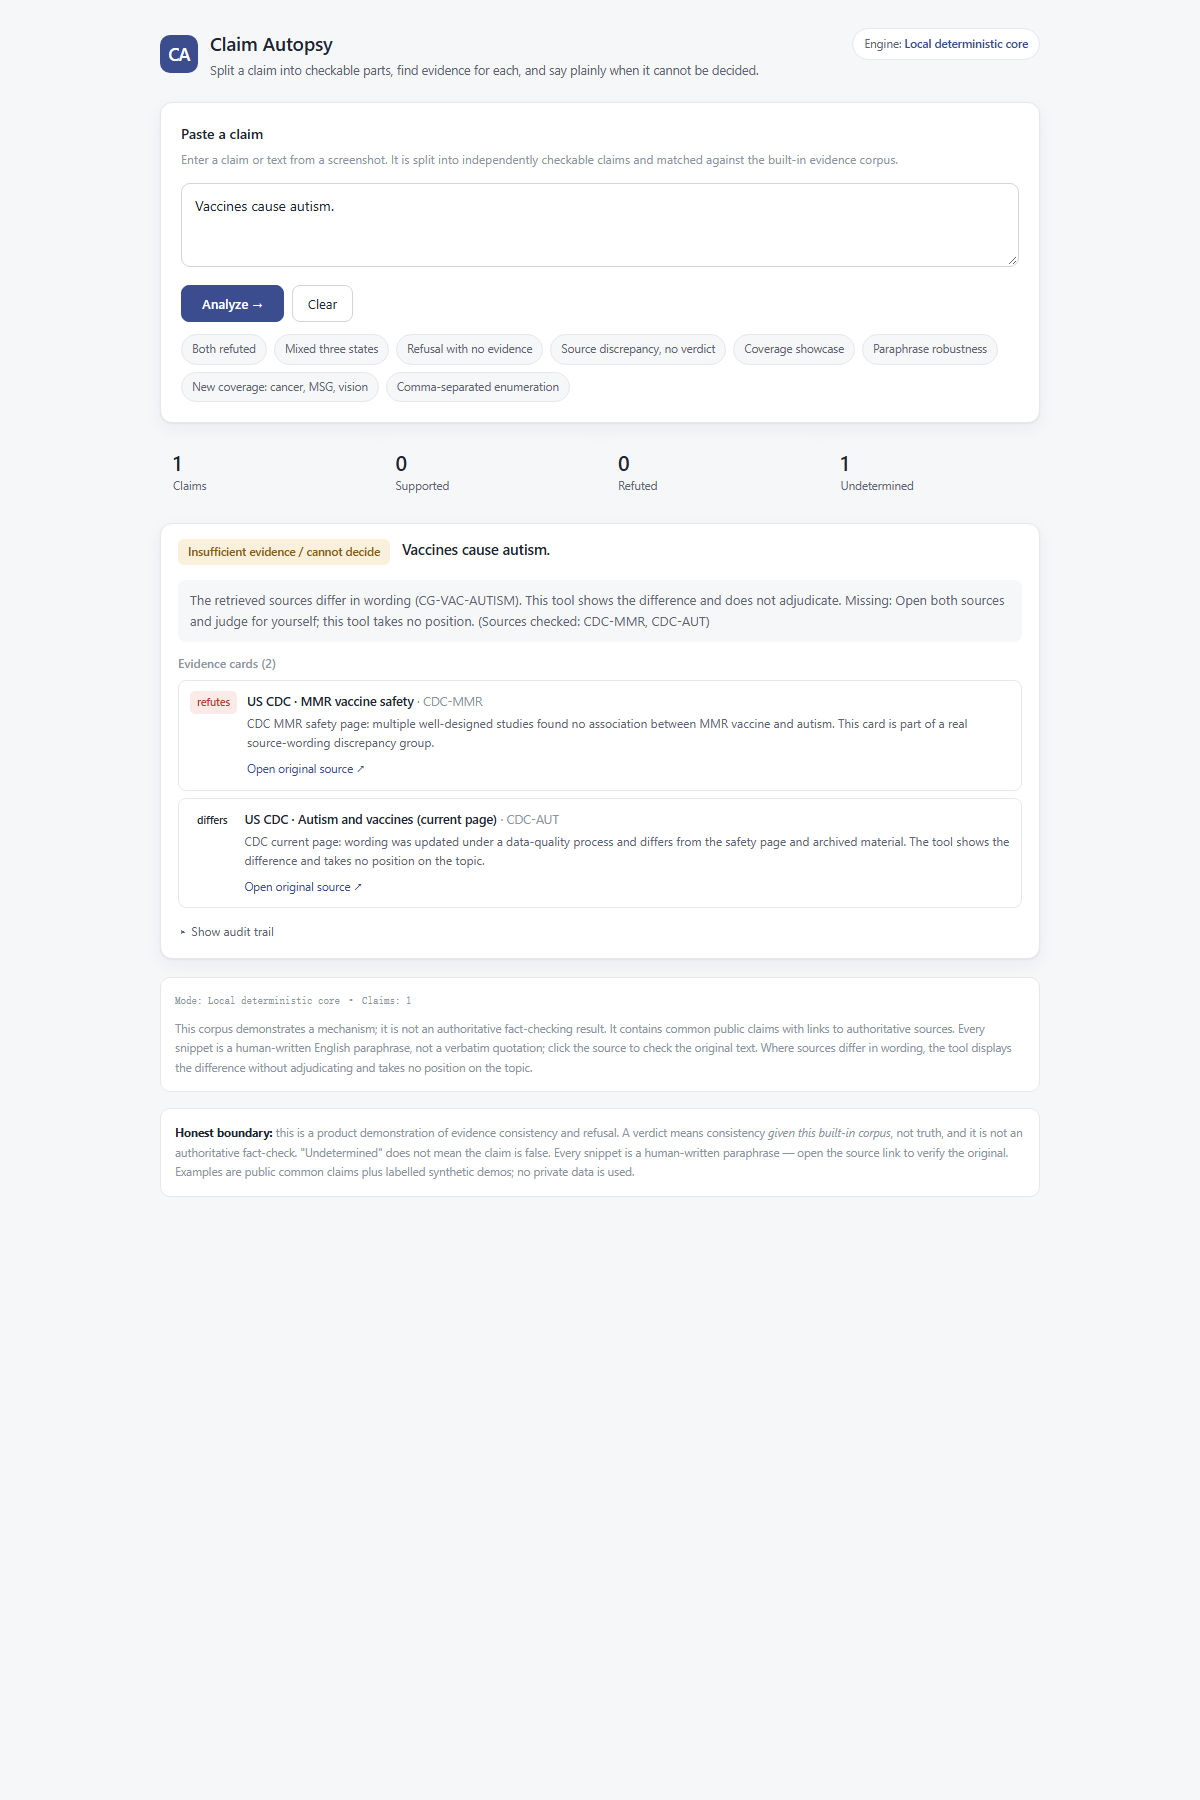 CA
Claim Autopsy
Split a claim into checkable parts, find evidence for each, and say plainly when it cannot be decided.
Engine: Local deterministic core
Paste a claim
Enter a claim or text from a screenshot. It is split into independently checkable claims and matched against the built-in evidence corpus.
Vaccines cause autism.
Analyze → Clear
Both refuted Mixed three states Refusal with no evidence Source discrepancy, no verdict Coverage showcase Paraphrase robustness
New coverage: cancer, MSG, vision Comma-separated enumeration
1 0 0 1
Claims Supported Refuted Undetermined
Insufficient evidence / cannot decide Vaccines cause autism.
The retrieved sources differ in wording (CG-VAC-AUTISM). This tool shows the difference and does not adjudicate. Missing: Open both sources
and judge for yourself; this tool takes no position. (Sources checked: CDC-MMR, CDC-AUT)
Evidence cards (2)
refutes US CDC · MMR vaccine safety · CDC-MMR
CDC MMR safety page: multiple well-designed studies found no association between MMR vaccine and autism. This card is part of a real
source-wording discrepancy group.
Open original source ↗
differs US CDC · Autism and vaccines (current page) · CDC-AUT
CDC current page: wording was updated under a data-quality process and differs from the safety page and archived material. The tool shows the
difference and takes no position on the topic.
Open original source ↗
▸ Show audit trail
Mode: Local deterministic core · Claims: 1
This corpus demonstrates a mechanism; it is not an authoritative fact-checking result. It contains common public claims with links to authoritative sources. Every
snippet is a human-written English paraphrase, not a verbatim quotation; click the source to check the original text. Where sources differ in wording, the tool displays
the difference without adjudicating and takes no position on the topic.
Honest boundary: this is a product demonstration of evidence consistency and refusal. A verdict means consistency given this built-in corpus, not truth, and it is not an
authoritative fact-check. "Undetermined" does not mean the claim is false. Every snippet is a human-written paraphrase — open the source link to verify the original.
Examples are public common claims plus labelled synthetic demos; no private data is used.